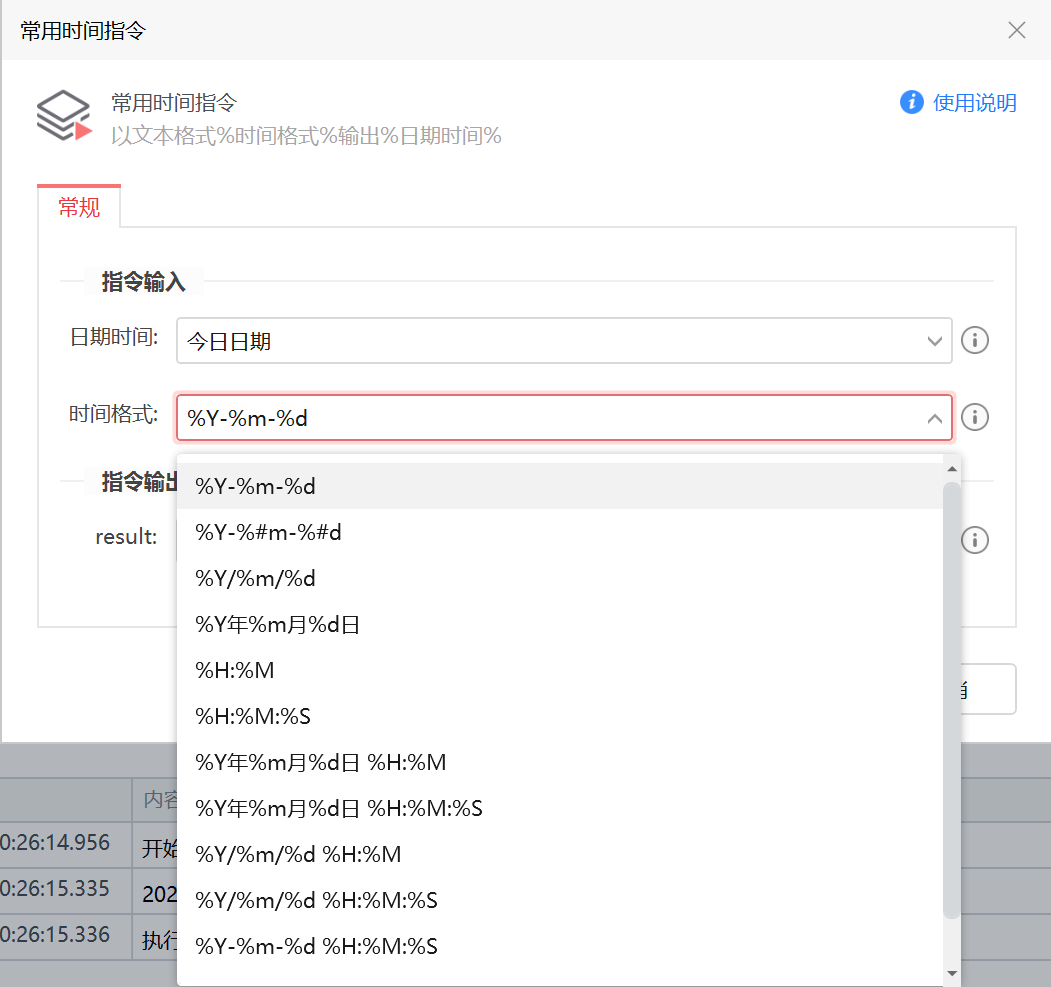 常用时间指令
常用时间指令
使用说明
以文本格式%时间格式%输出%日期时间%
常规
指令输入
日期时间:
今日日期
时间格式:
%Y-%m-%d
指令输出
%Y-%m-%d
%Y-%#m-%#d
result:
%Y/%m/%d
%Y年%m月%d日
%H:%M
%H:%M:%S
%Y年%m月%d日 %H:%M
内容
%Y年%m月%d日 %H:%M:%S
0:26:14.956
开始
%Y/%m/%d %H:%M
0:26:15.335
202
%Y/%m/%d %H:%M:%S
0:26:15.336
执行
%Y-%m-%d %H:%M:%S